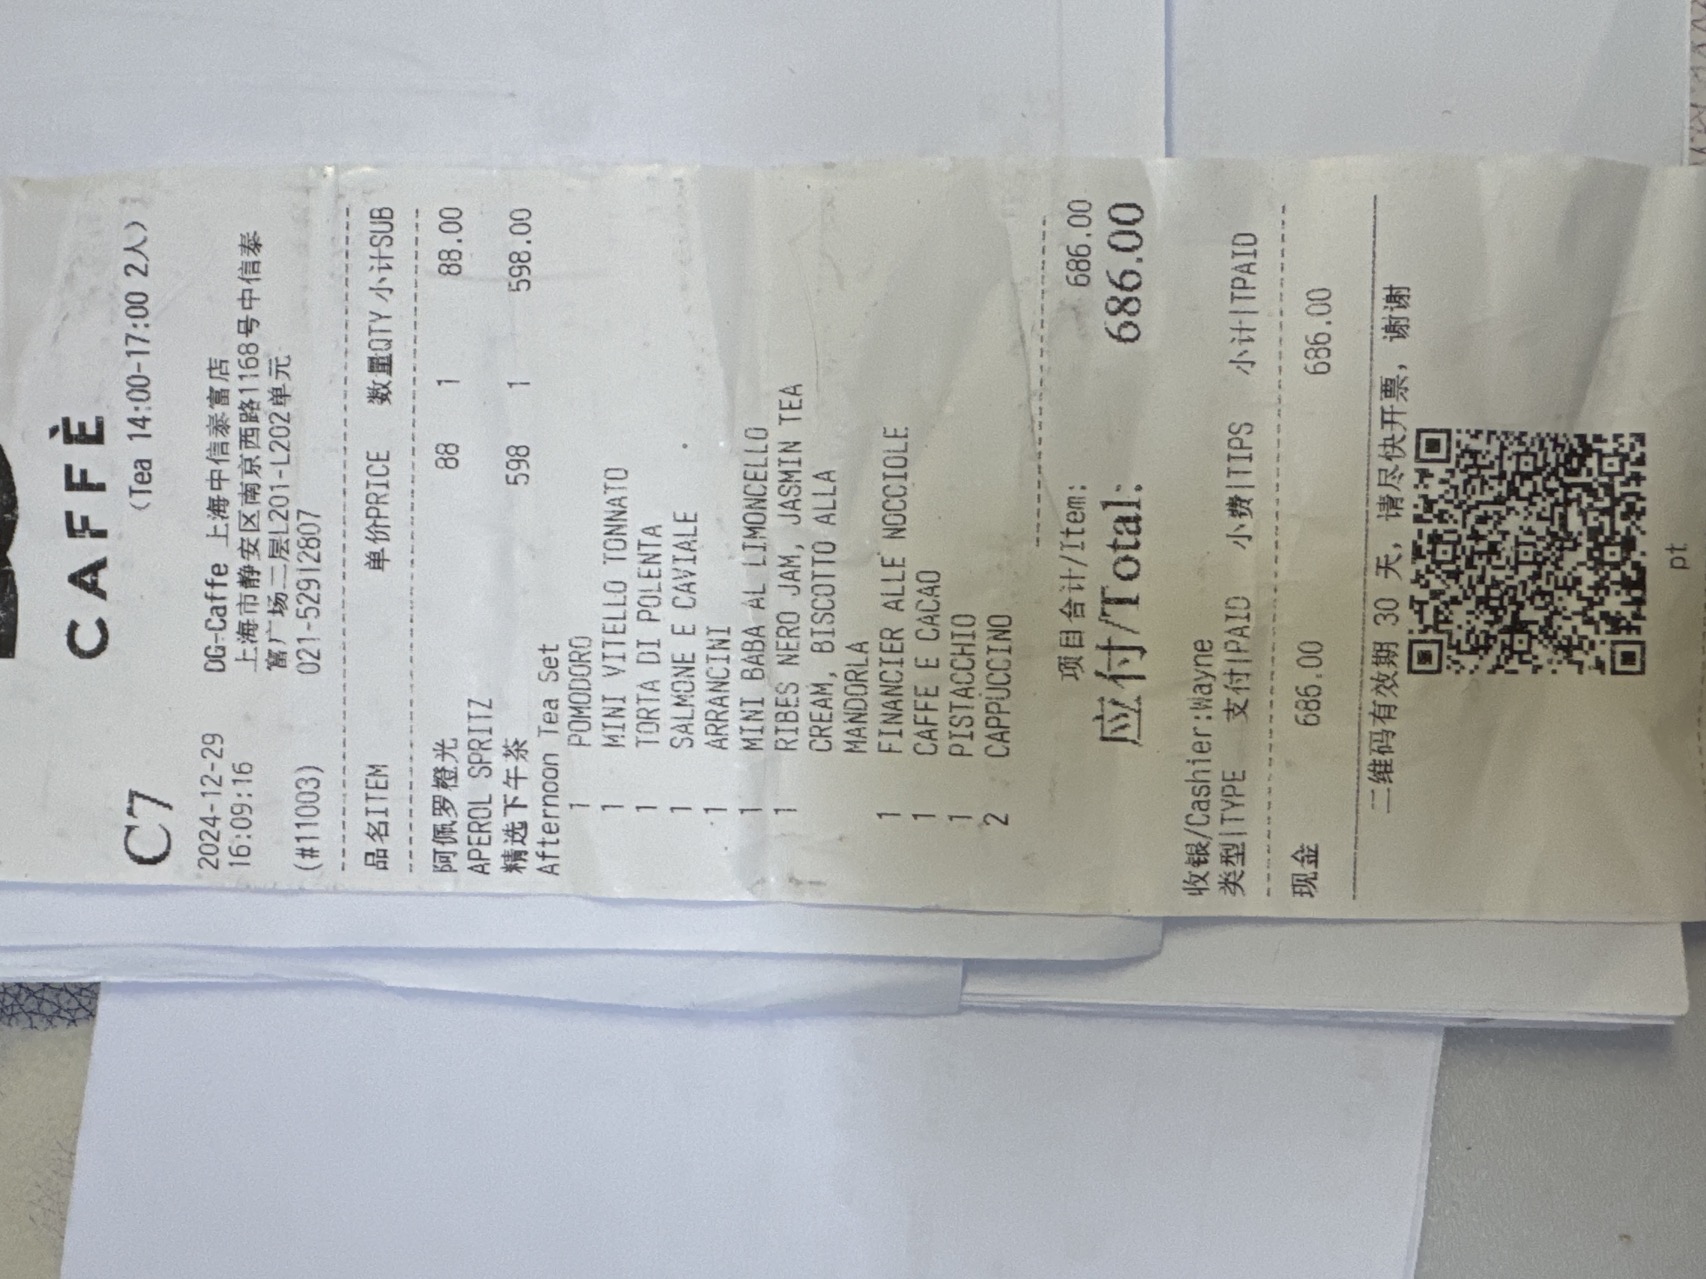 CAFFÈ
C7 (Tea 14:00-17:00 2人)
2024-12-29 DG-Caffe 上海中信泰富店
16:09:16 上海市静安区南京西路1168号中信泰
富广场二层L201-L202单元
(#11003) 021-52912807
品名ITEM 单价PRICE 数量QTY 小计SUB
阿佩罗橙光 88 1 88.00
APEROL SPRITZ
精选下午茶 598 1 598.00
Afternoon Tea Set
1 POMODORO
1 MINI VITELLO TONNATO
1 TORTA DI POLENTA
1 SALMONE E CAVIALE
1 ARRANCINI
1 MINI BABA AL LIMONCELLO
1 RIBES NERO JAM, JASMIN TEA
CREAM, BISCOTTO ALLA
MANDORLA
1 FINANCIER ALLE NOCCIOLE
1 CAFFE E CACAO
1 PISTACCHIO
2 CAPPUCCINO
项目合计/Item: 686.00
应付/Total: 686.00
收银/Cashier:Wayne
类型|TYPE 支付|PAID 小费|TIPS 小计|TPAID
现金 686.00 686.00
二维码有效期 30 天, 请尽快开票, 谢谢
pt